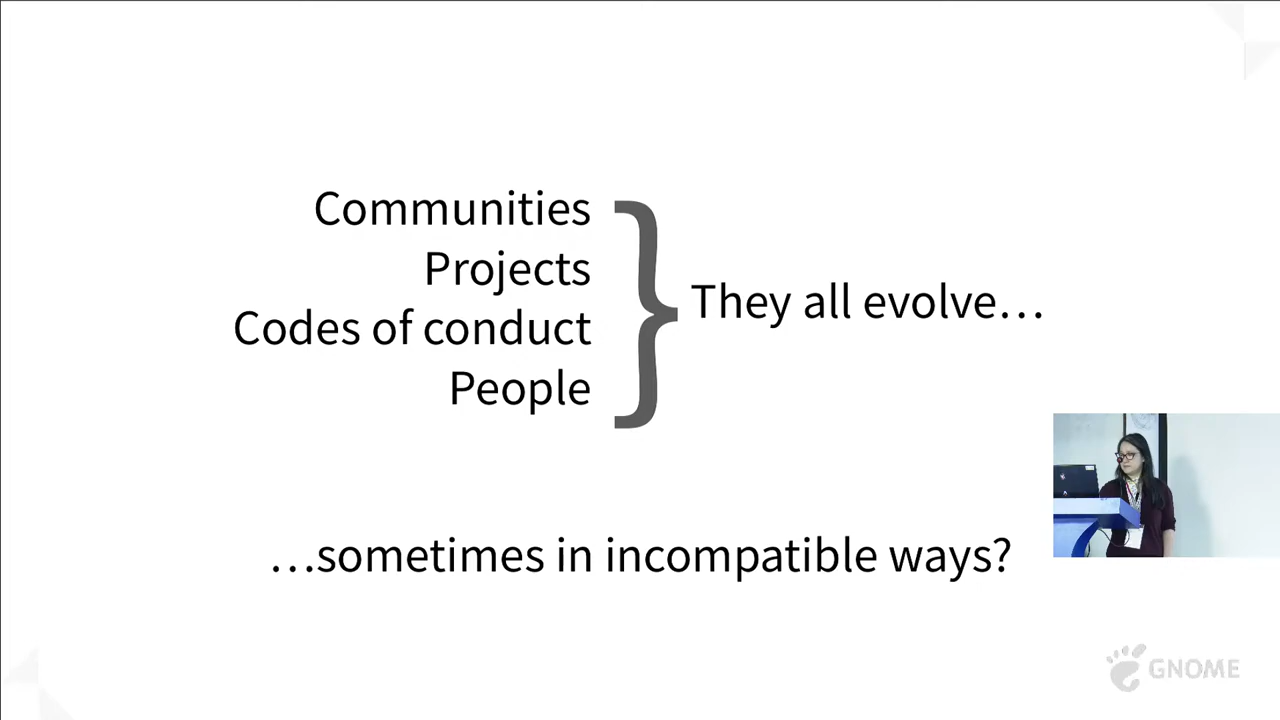 Communities
Projects
Codes of conduct
People
They all evolve…
…sometimes in incompatible ways?
GNOME